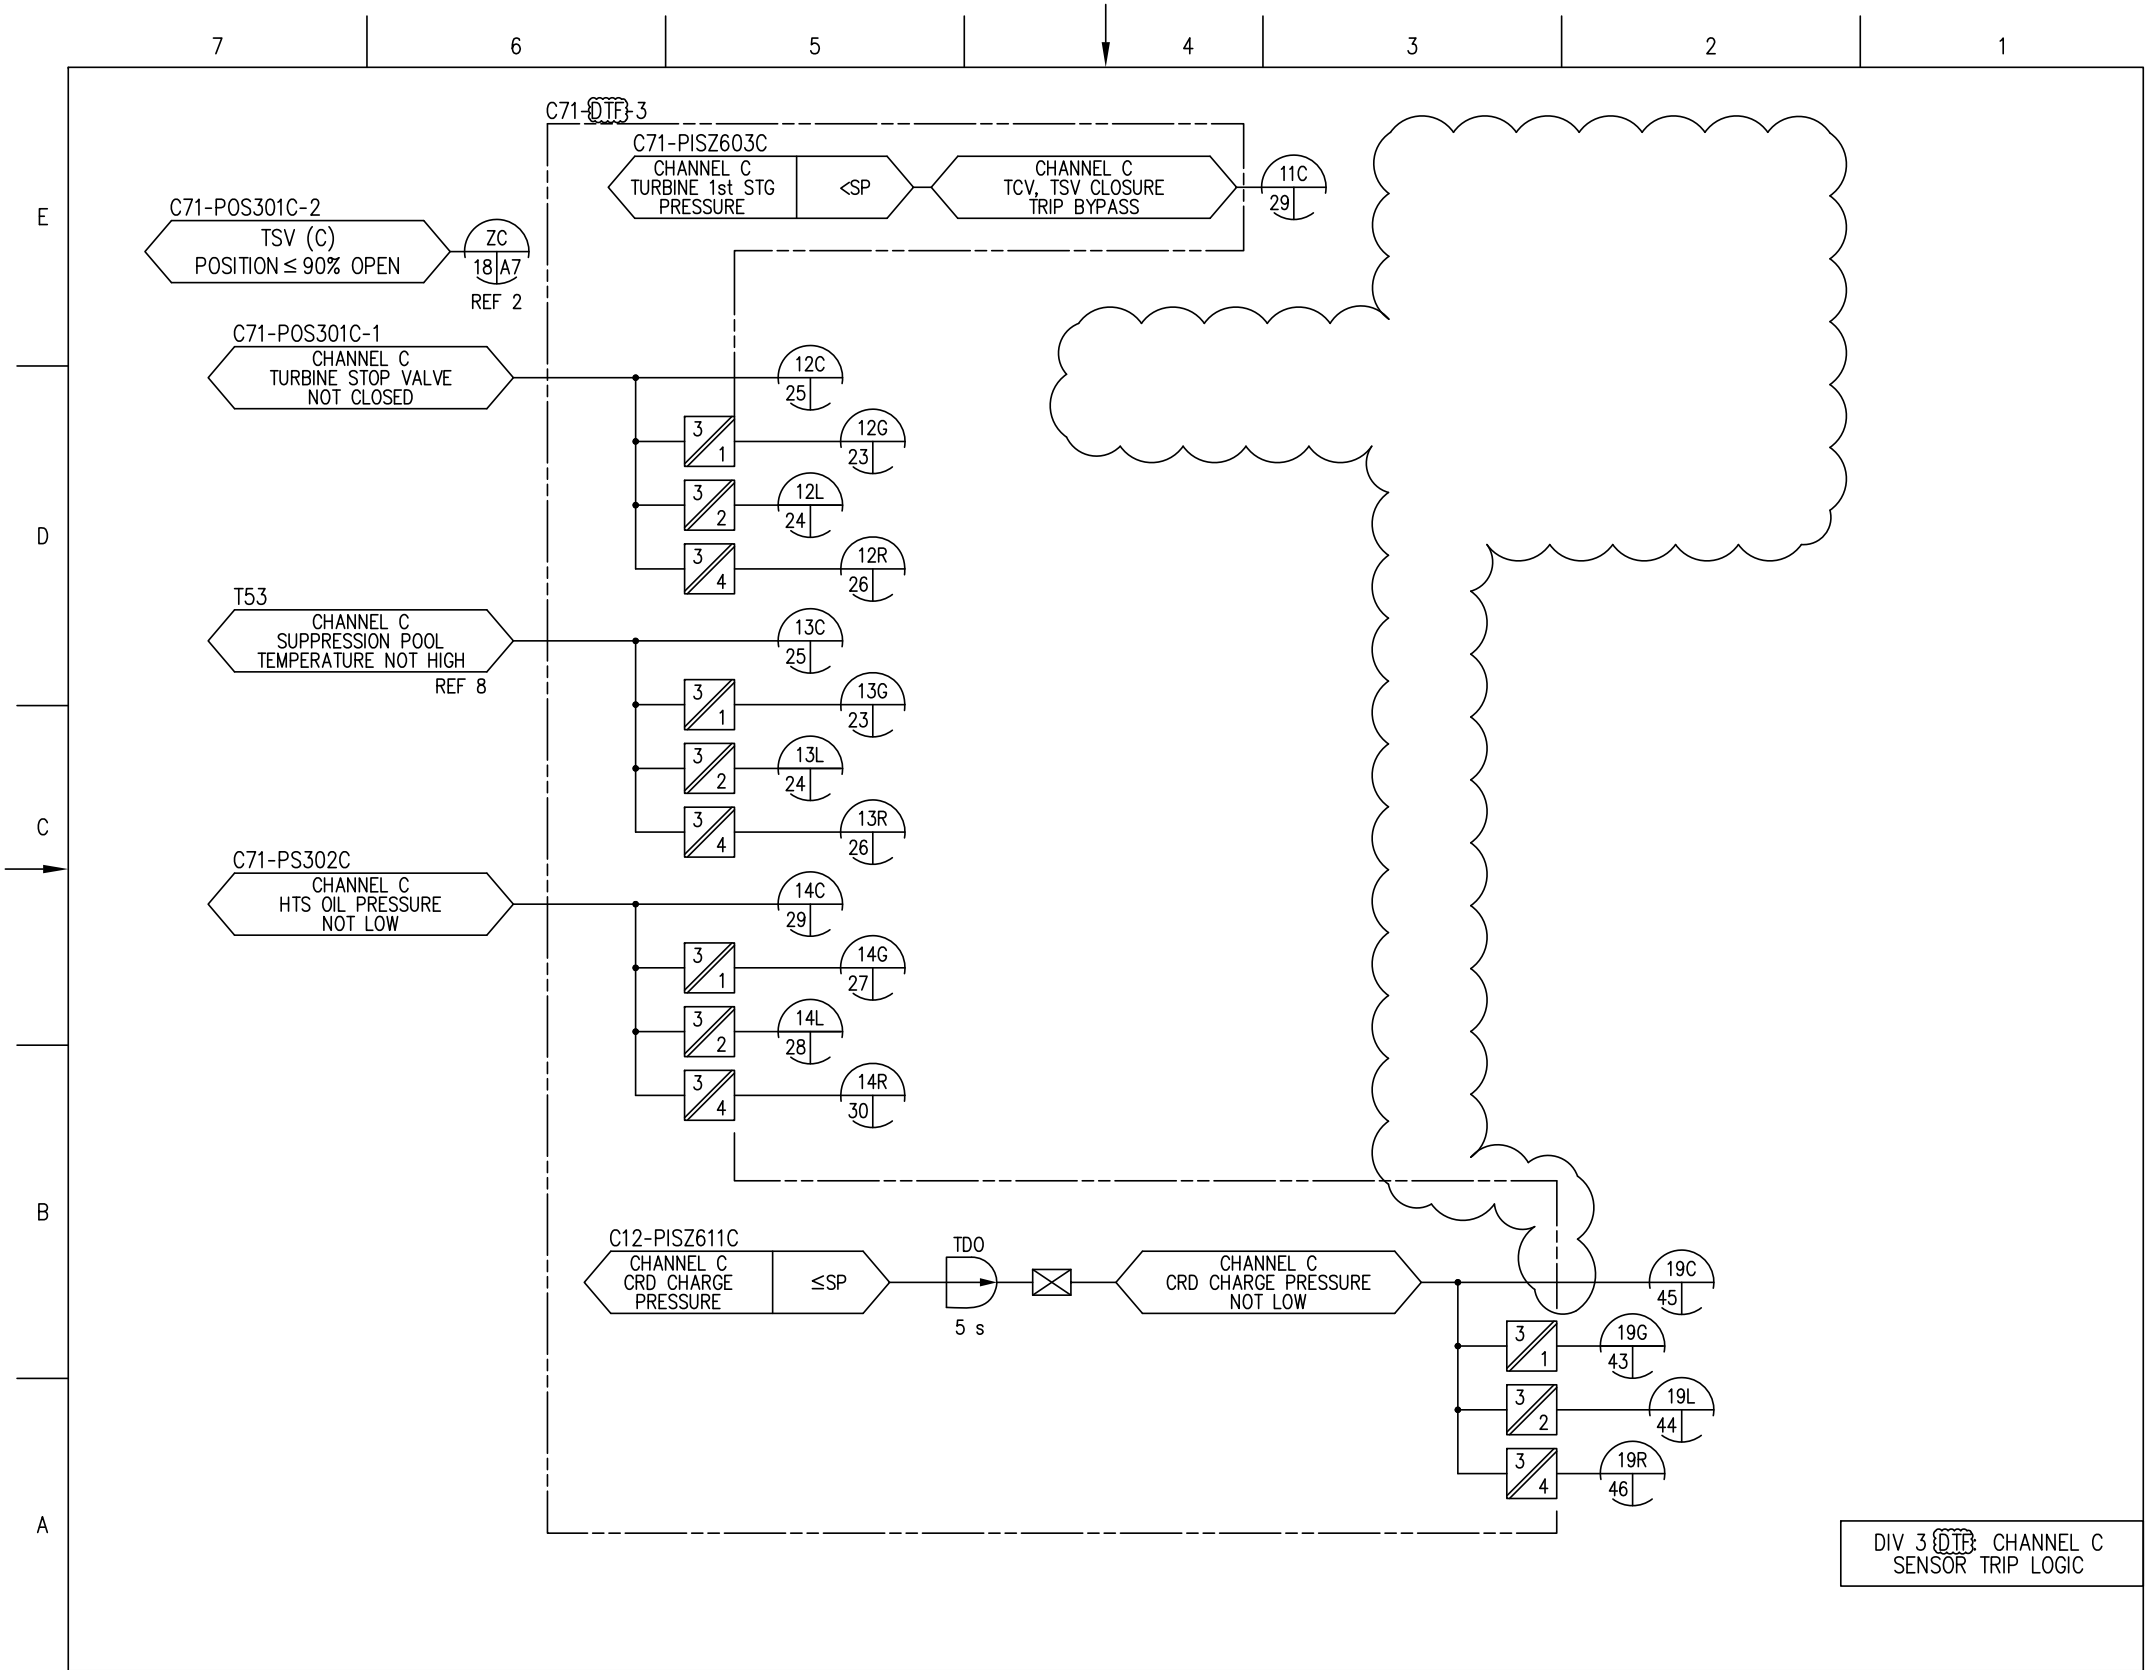 7 6 5 4 3 2 1
E
D
C
B
A
C71-DTF-3
C71-PISZ603C
CHANNEL C
TURBINE 1st STG
PRESSURE
<SP
CHANNEL C
TCV, TSV CLOSURE
TRIP BYPASS
11C
29
C71-POS301C-2
TSV (C)
POSITION ≤ 90% OPEN
ZC
18 A7
REF 2
C71-POS301C-1
CHANNEL C
TURBINE STOP VALVE
NOT CLOSED
12C
25
3
1
12G
23
3
2
12L
24
3
4
12R
26
T53
CHANNEL C
SUPPRESSION POOL
TEMPERATURE NOT HIGH
REF 8
13C
25
3
1
13G
23
3
2
13L
24
3
4
13R
26
C71-PS302C
CHANNEL C
HTS OIL PRESSURE
NOT LOW
14C
29
3
1
14G
27
3
2
14L
28
3
4
14R
30
C12-PISZ611C
CHANNEL C
CRD CHARGE
PRESSURE
≤SP
TDO
5 s
CHANNEL C
CRD CHARGE PRESSURE
NOT LOW
19C
45
3
1
19G
43
3
2
19L
44
3
4
19R
46
DIV 3 DTF: CHANNEL C
SENSOR TRIP LOGIC